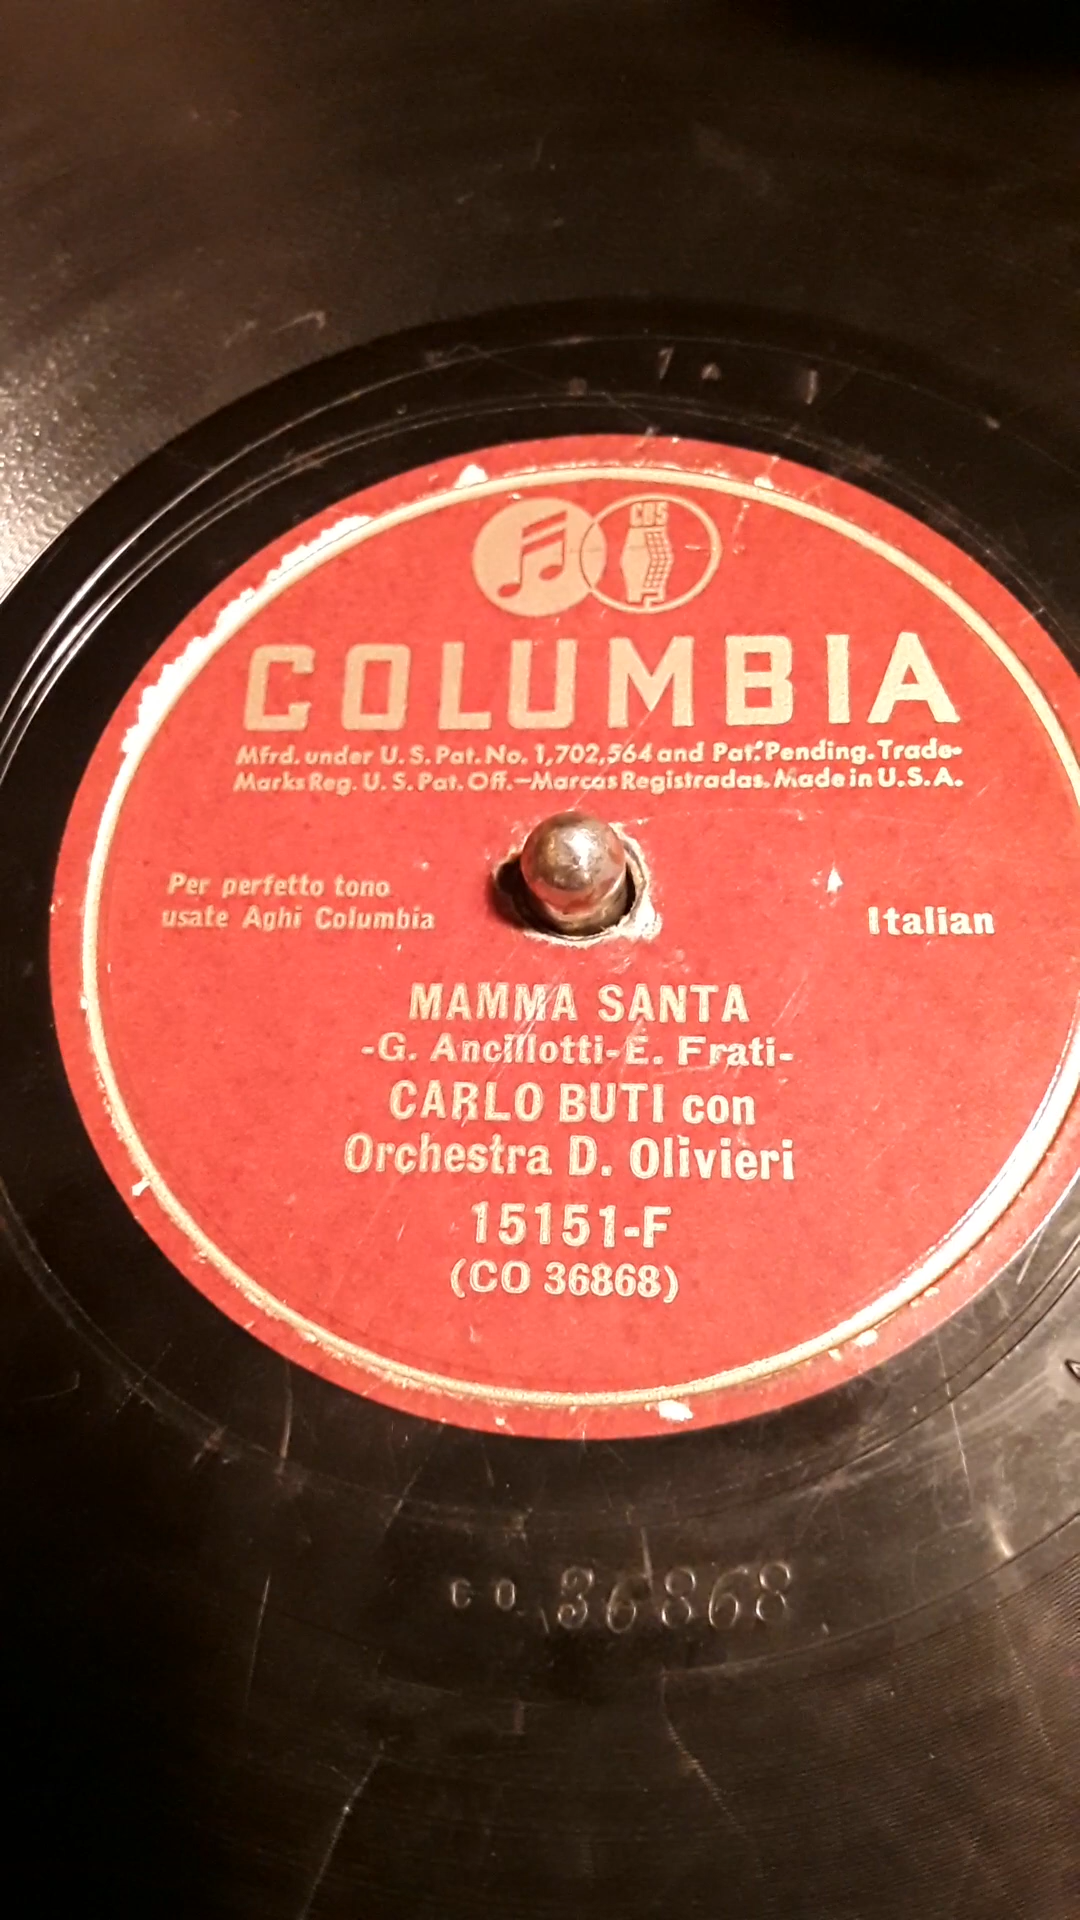 CBS
COLUMBIA
Mfrd. under U. S. Pat. No. 1,702,564 and Pat. Pending. Trade-
Marks Reg. U. S. Pat. Off.—Marcas Registradas. Made in U.S.A.
Per perfetto tono
usate Aghi Columbia
Italian
MAMMA SANTA
-G. Ancillotti-E. Frati-
CARLO BUTI con
Orchestra D. Olivieri
15151-F
(CO 36868)
CO 36868